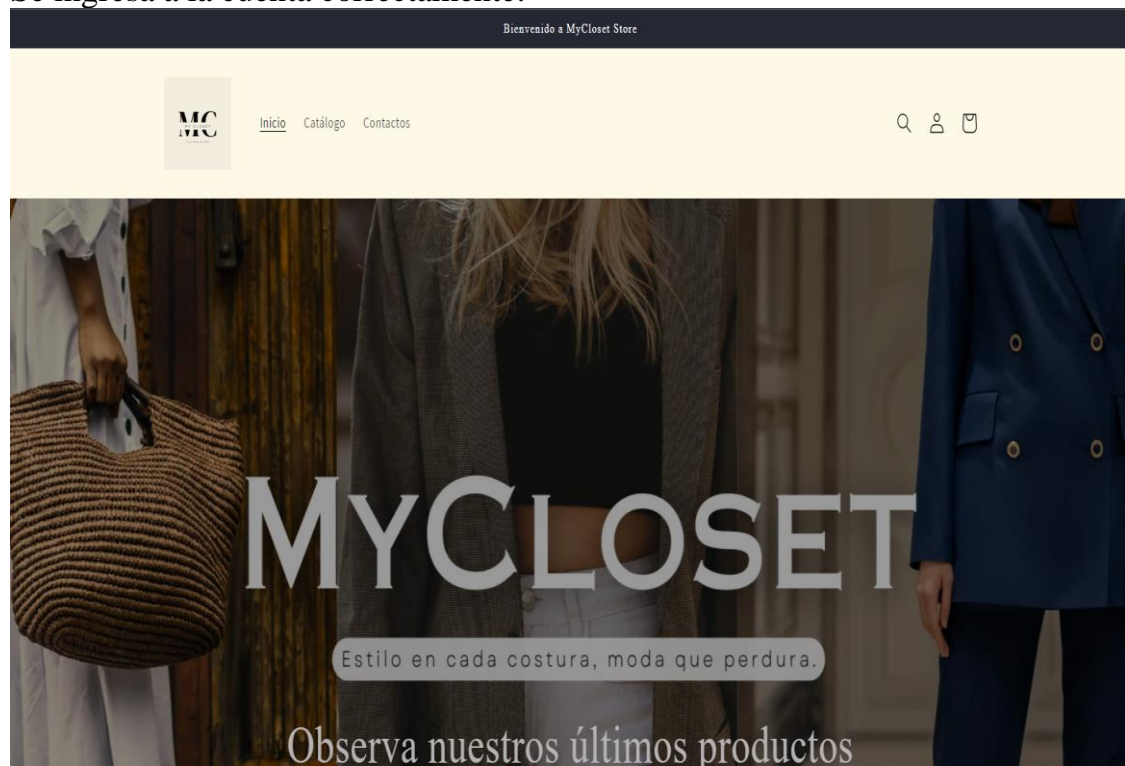 Se ingresa a la cuenta correctamente.
Bienvenido a MyCloset Store
MC
Inicio Catálogo Contactos
MYCLOSET
Estilo en cada costura, moda que perdura.
Observa nuestros últimos productos